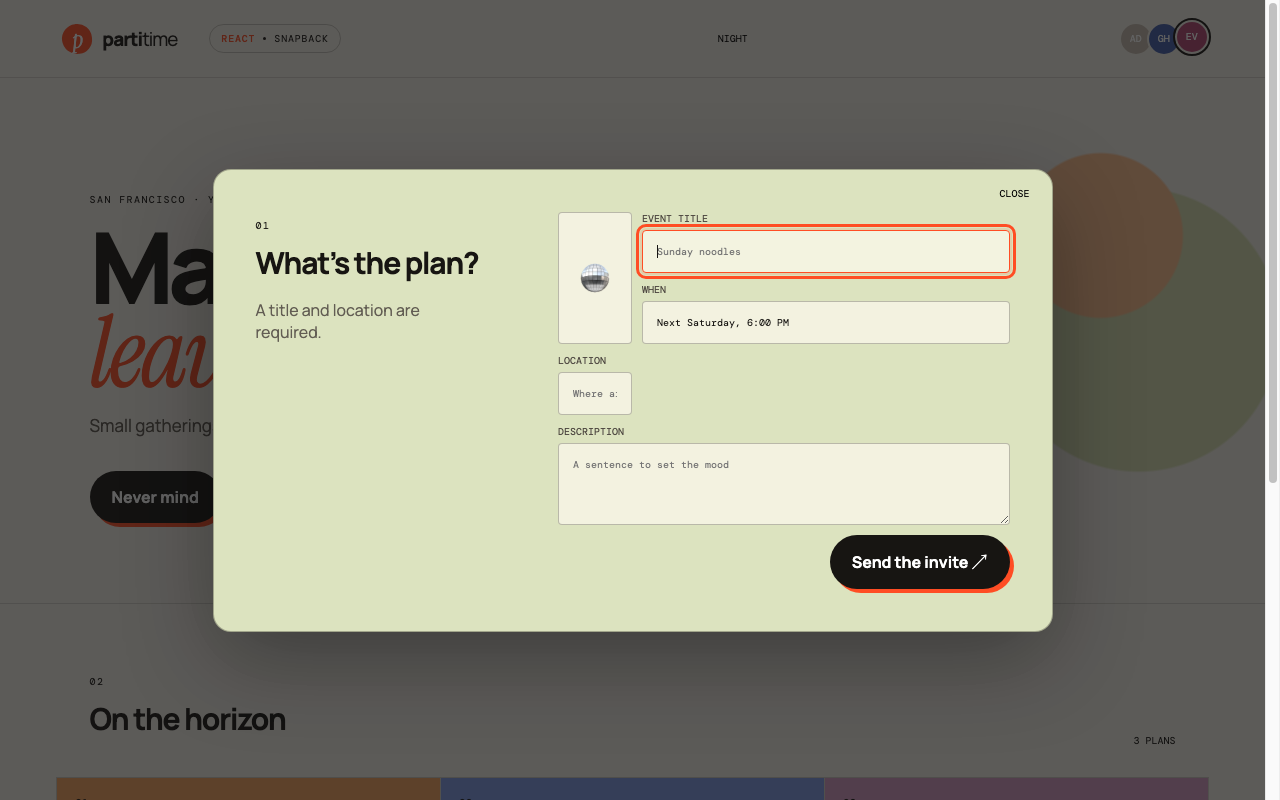 partitime
REACT • SNAPBACK
NIGHT
AD
GH
EV
SAN FRANCISCO · Y
Ma
leav
Small gathering
Never mind
CLOSE
01
What's the plan?
A title and location are
required.
EVENT TITLE
Sunday noodles
WHEN
Next Saturday, 6:00 PM
LOCATION
Where a
DESCRIPTION
A sentence to set the mood
Send the invite ↗
02
On the horizon
3 PLANS